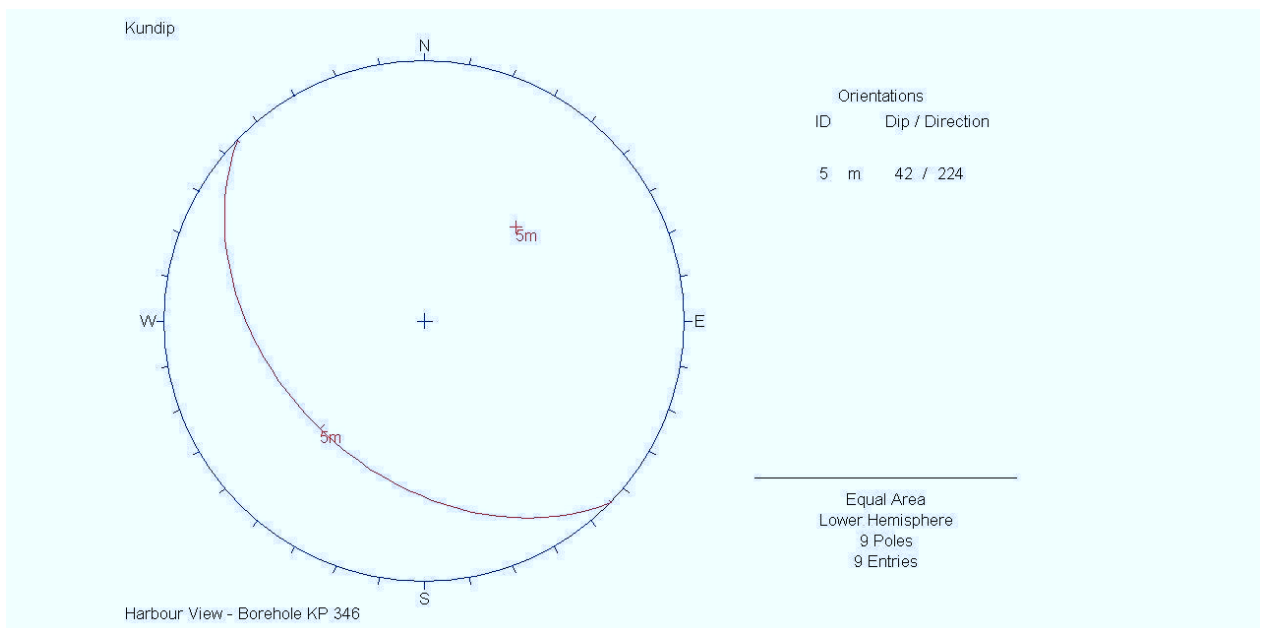 Kundip
N
Orientations
ID Dip / Direction
5 m 42 / 224
5m
W
E
5m
Equal Area
Lower Hemisphere
9 Poles
9 Entries
S
Harbour View - Borehole KP 346